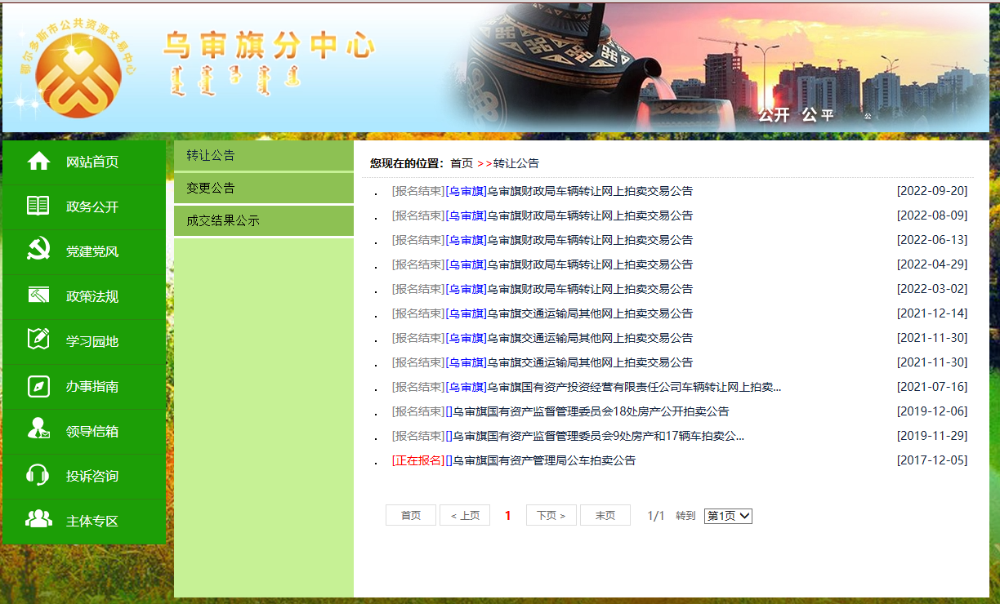 鄂尔多斯市公共资源交易中心
乌审旗分中心
公开 公平 公
网站首页
政务公开
党建党风
政策法规
学习园地
办事指南
领导信箱
投诉咨询
主体专区
转让公告
变更公告
成交结果公示
您现在的位置：首页 >>转让公告
[报名结束][乌审旗]乌审旗财政局车辆转让网上拍卖交易公告 [2022-09-20]
[报名结束][乌审旗]乌审旗财政局车辆转让网上拍卖交易公告 [2022-08-09]
[报名结束][乌审旗]乌审旗财政局车辆转让网上拍卖交易公告 [2022-06-13]
[报名结束][乌审旗]乌审旗财政局车辆转让网上拍卖交易公告 [2022-04-29]
[报名结束][乌审旗]乌审旗财政局车辆转让网上拍卖交易公告 [2022-03-02]
[报名结束][乌审旗]乌审旗交通运输局其他网上拍卖交易公告 [2021-12-14]
[报名结束][乌审旗]乌审旗交通运输局其他网上拍卖交易公告 [2021-11-30]
[报名结束][乌审旗]乌审旗交通运输局其他网上拍卖交易公告 [2021-11-30]
[报名结束][乌审旗]乌审旗国有资产投资经营有限责任公司车辆转让网上拍卖... [2021-07-16]
[报名结束][]乌审旗国有资产监督管理委员会18处房产公开拍卖公告 [2019-12-06]
[报名结束][]乌审旗国有资产监督管理委员会9处房产和17辆车拍卖公... [2019-11-29]
[正在报名][]乌审旗国有资产管理局公车拍卖公告 [2017-12-05]
首页 < 上页 1 下页 > 末页 1/1 转到 第1页